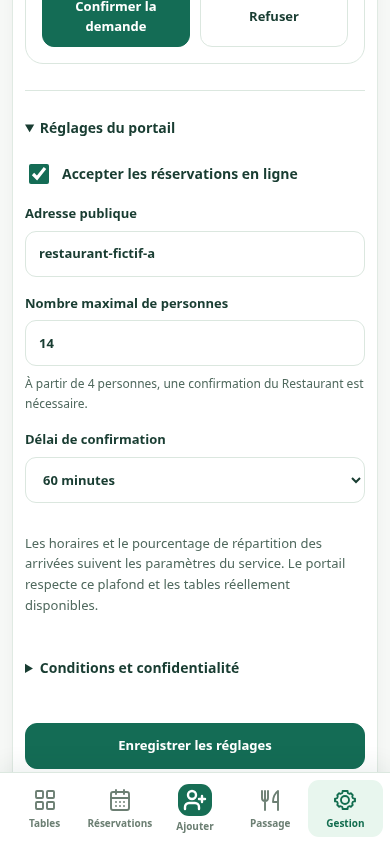 Confirmer la
demande
Refuser
Réglages du portail
Accepter les réservations en ligne
Adresse publique
restaurant-fictif-a
Nombre maximal de personnes
14
À partir de 4 personnes, une confirmation du Restaurant est
nécessaire.
Délai de confirmation
60 minutes
Les horaires et le pourcentage de répartition des
arrivées suivent les paramètres du service. Le portail
respecte ce plafond et les tables réellement
disponibles.
Conditions et confidentialité
Enregistrer les réglages
Tables
Réservations
Ajouter
Passage
Gestion